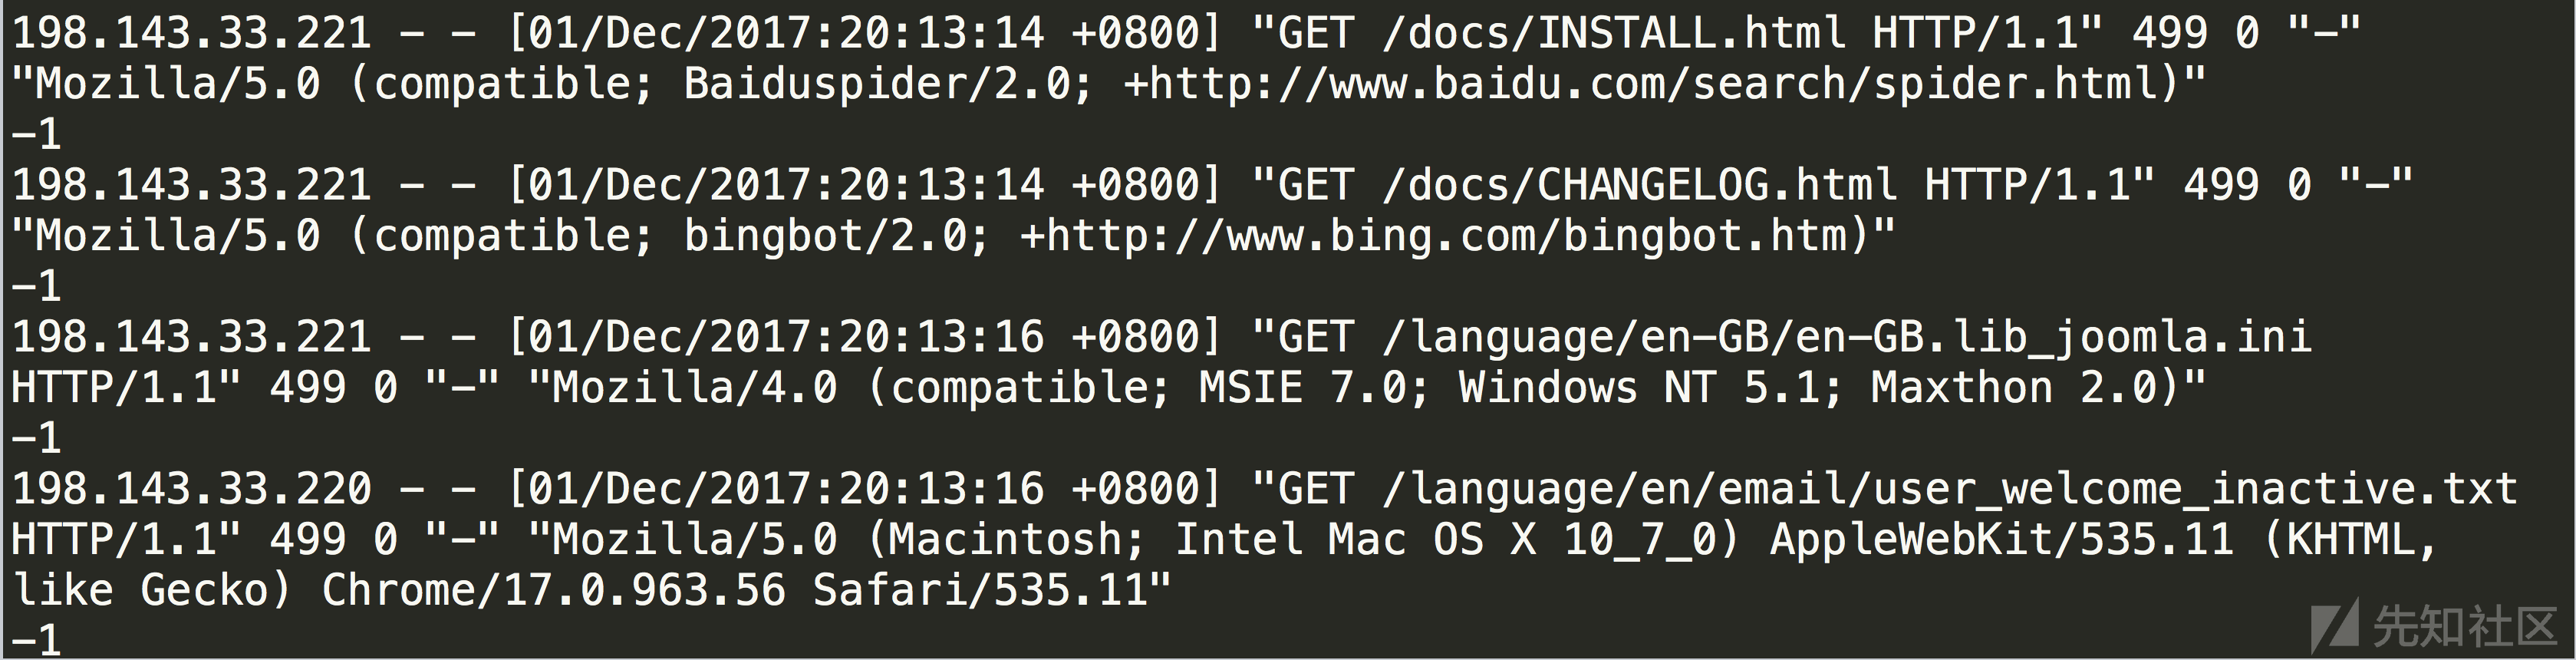 198.143.33.221 - - [01/Dec/2017:20:13:14 +0800] "GET /docs/INSTALL.html HTTP/1.1" 499 0 "-"
"Mozilla/5.0 (compatible; Baiduspider/2.0; +http://www.baidu.com/search/spider.html)"
-1
198.143.33.221 - - [01/Dec/2017:20:13:14 +0800] "GET /docs/CHANGELOG.html HTTP/1.1" 499 0 "-"
"Mozilla/5.0 (compatible; bingbot/2.0; +http://www.bing.com/bingbot.htm)"
-1
198.143.33.221 - - [01/Dec/2017:20:13:16 +0800] "GET /language/en-GB/en-GB.lib_joomla.ini
HTTP/1.1" 499 0 "-" "Mozilla/4.0 (compatible; MSIE 7.0; Windows NT 5.1; Maxthon 2.0)"
-1
198.143.33.220 - - [01/Dec/2017:20:13:16 +0800] "GET /language/en/email/user_welcome_inactive.txt
HTTP/1.1" 499 0 "-" "Mozilla/5.0 (Macintosh; Intel Mac OS X 10_7_0) AppleWebKit/535.11 (KHTML,
like Gecko) Chrome/17.0.963.56 Safari/535.11"
-1
先知社区